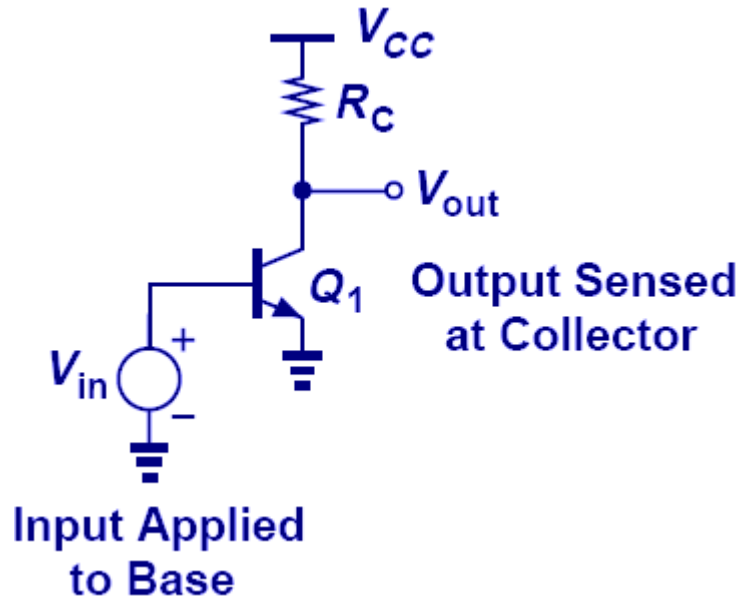 V_CC
R_C
V_out
Q_1
Output Sensed
at Collector
V_in
+
−
Input Applied
to Base